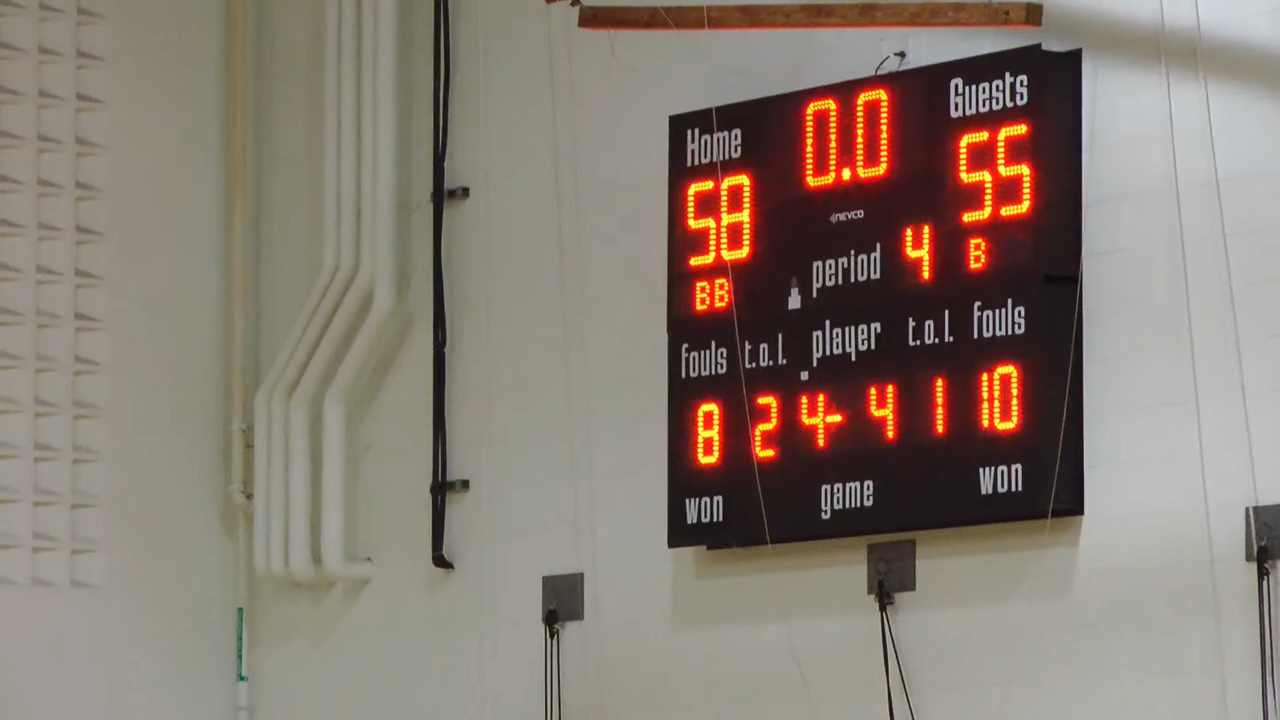 Home 0.0 Guests
58 55
NEVCO
BB period 4 B
fouls t.o.l. player t.o.l. fouls
8 2 4- 4 1 10
won game won